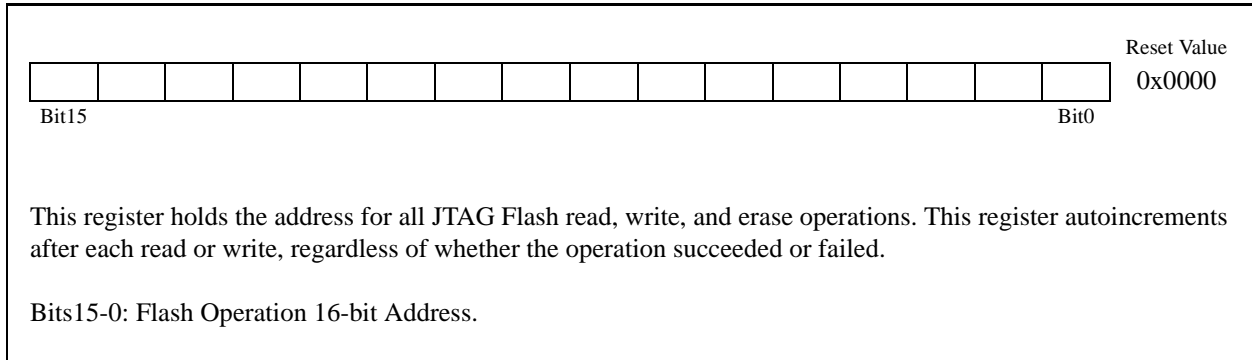 Reset Value
0x0000
Bit15 Bit0
This register holds the address for all JTAG Flash read, write, and erase operations. This register autoincrements
after each read or write, regardless of whether the operation succeeded or failed.
Bits15-0: Flash Operation 16-bit Address.